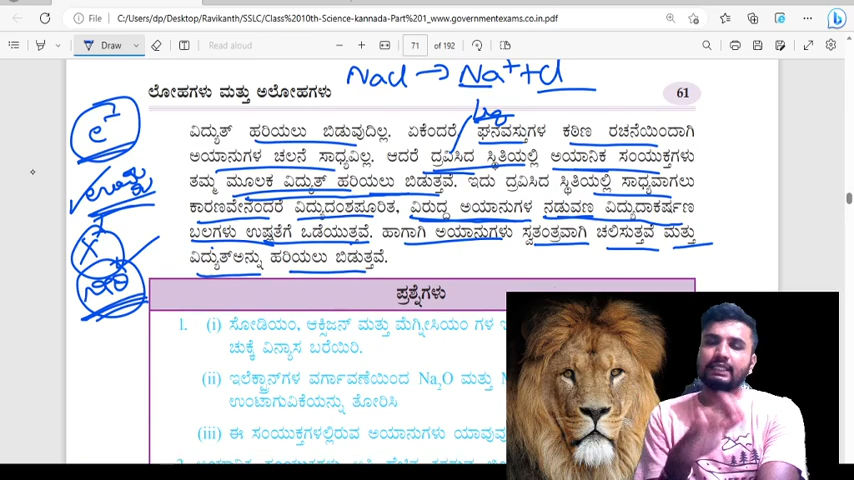 File C:/Users/dp/Desktop/Ravikanth/SSLC/Class%2010th-Science-kannada-Part%201_www.governmentexams.co.in.pdf
Draw Read aloud 71 of 192
NaCl → Na⁺ + Cl
ಲೋಹಗಳು ಮತ್ತು ಅಲೋಹಗಳು 61
ವಿದ್ಯುತ್ ಹರಿಯಲು ಬಿಡುವುದಿಲ್ಲ. ಏಕೆಂದರೆ ಘನವಸ್ತುಗಳ ಕಠಿಣ ರಚನೆಯಿಂದಾಗಿ
ಅಯಾನುಗಳ ಚಲನೆ ಸಾಧ್ಯವಿಲ್ಲ. ಆದರೆ ದ್ರವಿಸಿದ ಸ್ಥಿತಿಯಲ್ಲಿ ಅಯಾನಿಕ ಸಂಯುಕ್ತಗಳು
ತಮ್ಮ ಮೂಲಕ ವಿದ್ಯುತ್ ಹರಿಯಲು ಬಿಡುತ್ತವೆ. ಇದು ದ್ರವಿಸಿದ ಸ್ಥಿತಿಯಲ್ಲಿ ಸಾಧ್ಯವಾಗಲು
ಕಾರಣವೇನಂದರೆ ವಿದ್ಯುದಂಶಪೂರಿತ, ವಿರುದ್ಧ ಅಯಾನುಗಳ ನಡುವಣ ವಿದ್ಯುದಾಕರ್ಷಣ
ಬಲಗಳು ಉಷ್ಣತೆಗೆ ಒಡೆಯುತ್ತವೆ. ಹಾಗಾಗಿ ಅಯಾನುಗಳು ಸ್ವತಂತ್ರವಾಗಿ ಚಲಿಸುತ್ತವೆ ಮತ್ತು
ವಿದ್ಯುತ್‌ಅನ್ನು ಹರಿಯಲು ಬಿಡುತ್ತವೆ.
ಪ್ರಶ್ನೆಗಳು
1. (i) ಸೋಡಿಯಂ, ಆಕ್ಸಿಜನ್ ಮತ್ತು ಮೆಗ್ನೀಸಿಯಂ ಗಳ
ಚುಕ್ಕೆ ವಿನ್ಯಾಸ ಬರೆಯಿರಿ.
(ii) ಇಲೆಕ್ಟ್ರಾನ್‌ಗಳ ವರ್ಗಾವಣೆಯಿಂದ Na₂O ಮತ್ತು
ಉಂಟಾಗುವಿಕೆಯನ್ನು ತೋರಿಸಿ
(iii) ಈ ಸಂಯುಕ್ತಗಳಲ್ಲಿರುವ ಅಯಾನುಗಳು